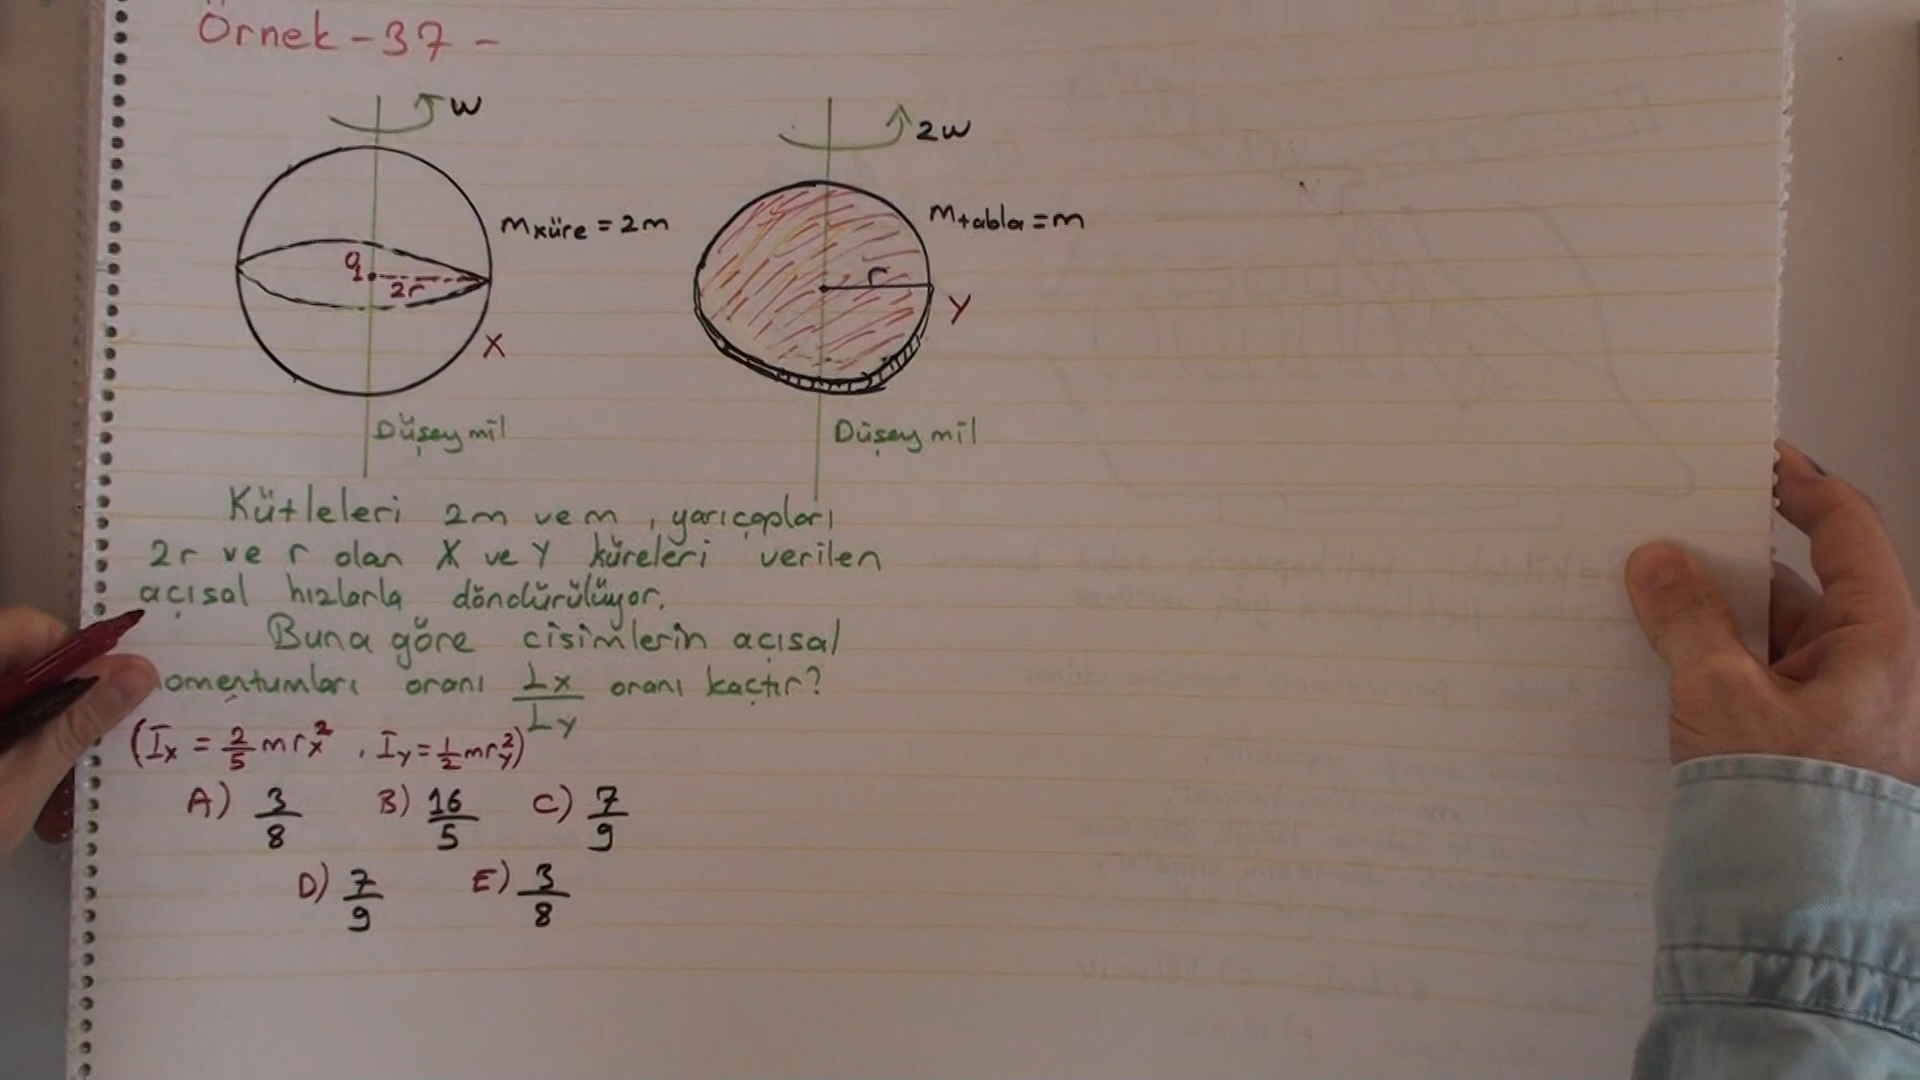 Örnek - 37 -
w
2w
mküre = 2m
mtabla = m
O
2r
r
X
Y
Düşey mil
Düşey mil
Kütleleri 2m ve m, yarıçapları
2r ve r olan X ve Y küreleri verilen
açısal hızlarla döndürülüyor.
Buna göre cisimlerin açısal
momentumları oranı Lx/Ly oranı kaçtır?
(Ix = 2/5 mrx², Iy = 1/2 mry²)
A) 3/8 B) 16/5 C) 7/9
D) 7/9 E) 3/8